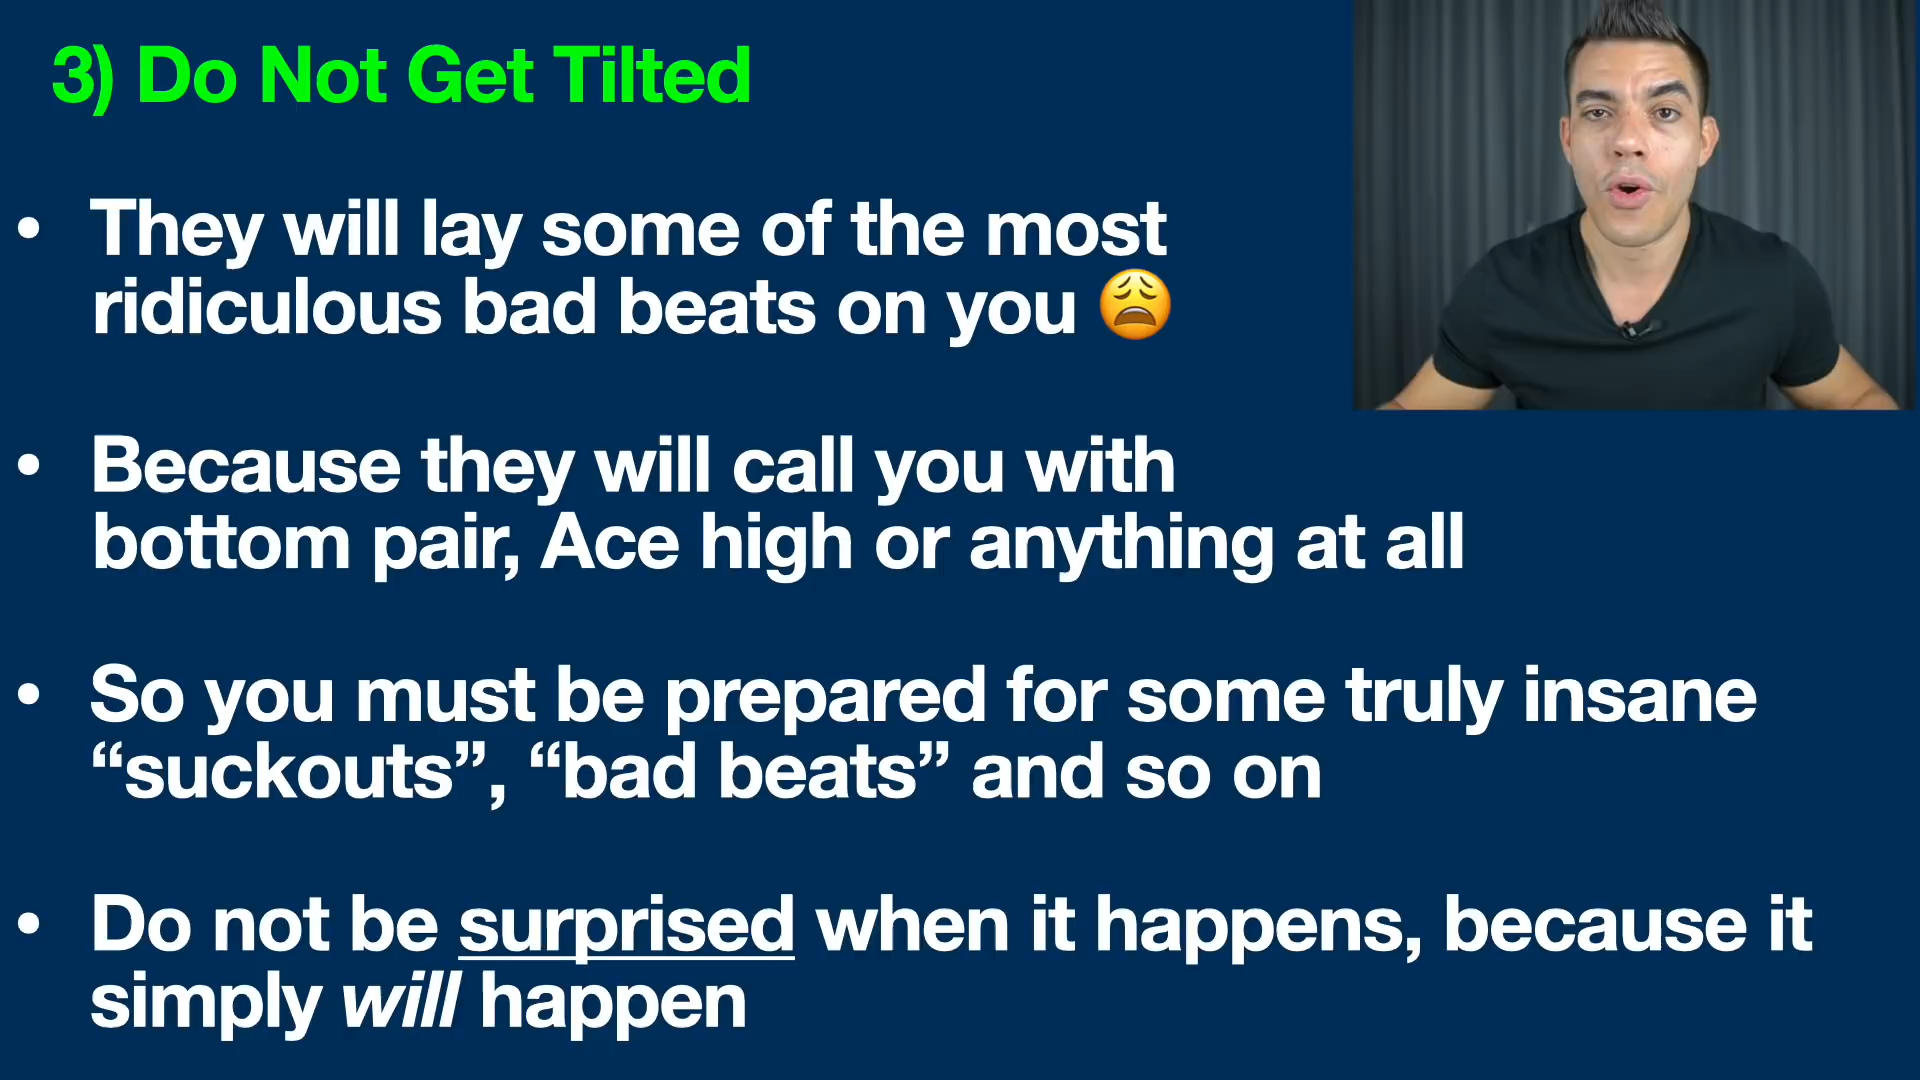 3) Do Not Get Tilted
• They will lay some of the most
ridiculous bad beats on you 😩
• Because they will call you with
bottom pair, Ace high or anything at all
• So you must be prepared for some truly insane
“suckouts”, “bad beats” and so on
• Do not be surprised when it happens, because it
simply will happen